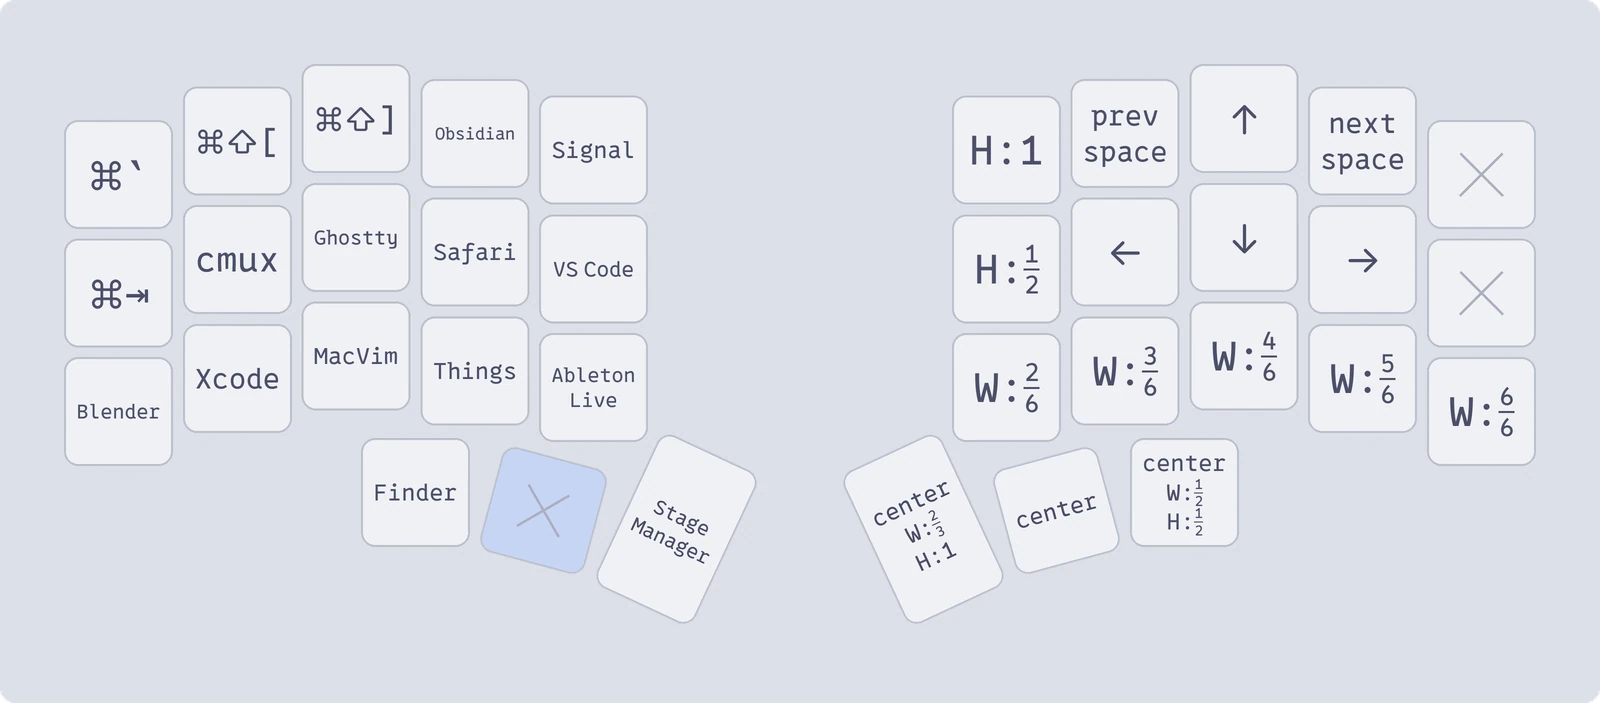 ⌘`
⌘⇧[
⌘⇧]
Obsidian
Signal
H:1
prev
space
↑
next
space
⌘⇥
cmux
Ghostty
Safari
VS Code
H:1/2
←
↓
→
Blender
Xcode
MacVim
Things
Ableton
Live
W:2/6
W:3/6
W:4/6
W:5/6
W:6/6
Finder
Stage
Manager
center
W:2/3
H:1
center
center
W:1/2
H:1/2